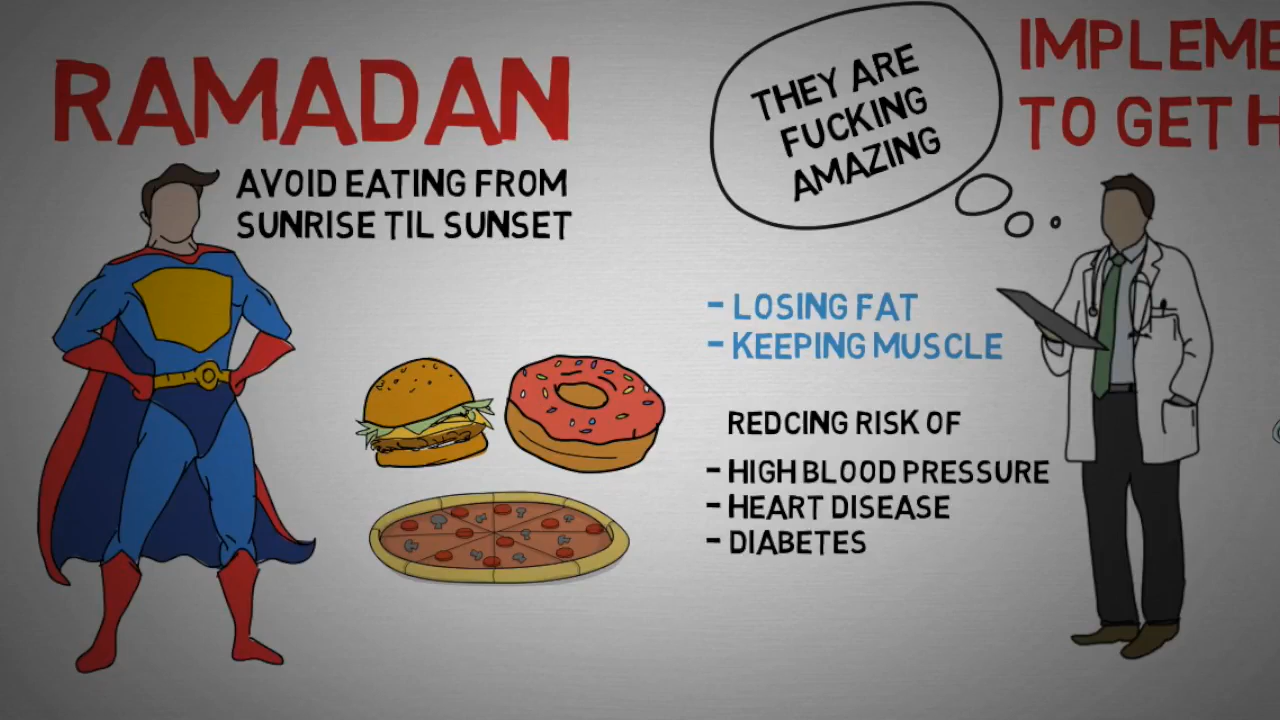 RAMADAN
AVOID EATING FROM
SUNRISE TIL SUNSET
THEY ARE
FUCKING
AMAZING
- LOSING FAT
- KEEPING MUSCLE
REDCING RISK OF
- HIGH BLOOD PRESSURE
- HEART DISEASE
- DIABETES
IMPLEME
TO GET H